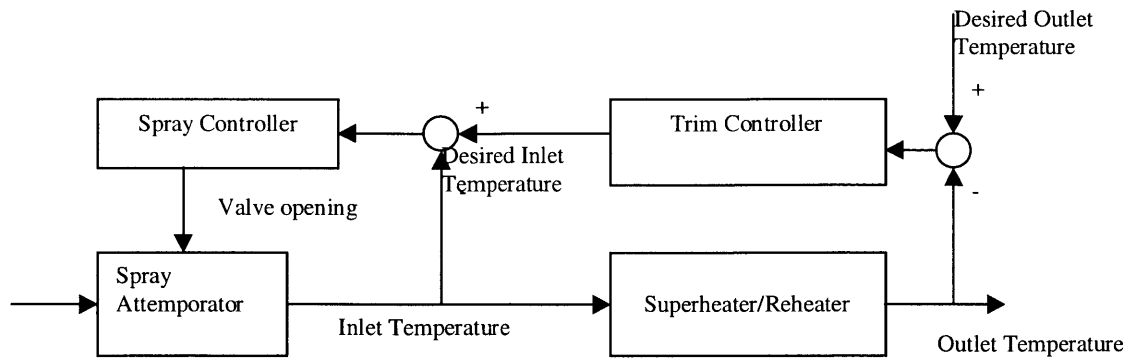 Desired Outlet
Temperature
+
+
Spray Controller
Trim Controller
Desired Inlet
Temperature
-
-
Valve opening
Spray
Attemporator
Superheater/Reheater
Inlet Temperature
Outlet Temperature